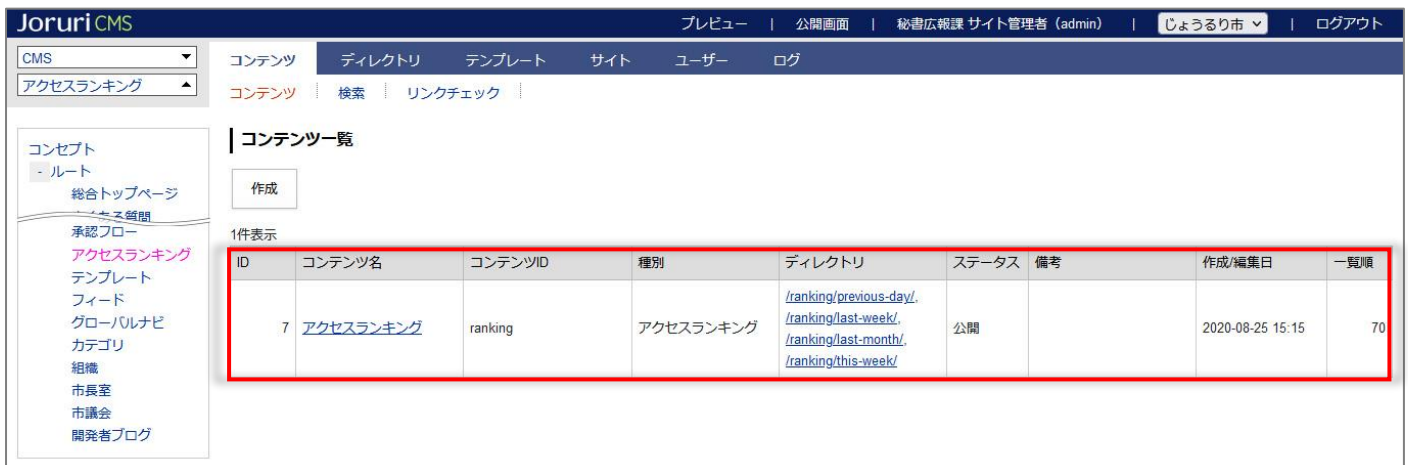 Joruri CMS
プレビュー | 公開画面 | 秘書広報課 サイト管理者（admin） | じょうるり市 | ログアウト
CMS
アクセスランキング
コンテンツ ディレクトリ テンプレート サイト ユーザー ログ
コンテンツ 検索 リンクチェック
コンセプト
- ルート
総合トップページ
よくある質問
承認フロー
アクセスランキング
テンプレート
フィード
グローバルナビ
カテゴリ
組織
市長室
市議会
開発者ブログ
コンテンツ一覧
作成
1件表示
ID コンテンツ名 コンテンツID 種別 ディレクトリ ステータス 備考 作成/編集日 一覧順
7 アクセスランキング ranking アクセスランキング /ranking/previous-day/, 公開 2020-08-25 15:15 70
/ranking/last-week/,
/ranking/last-month/,
/ranking/this-week/